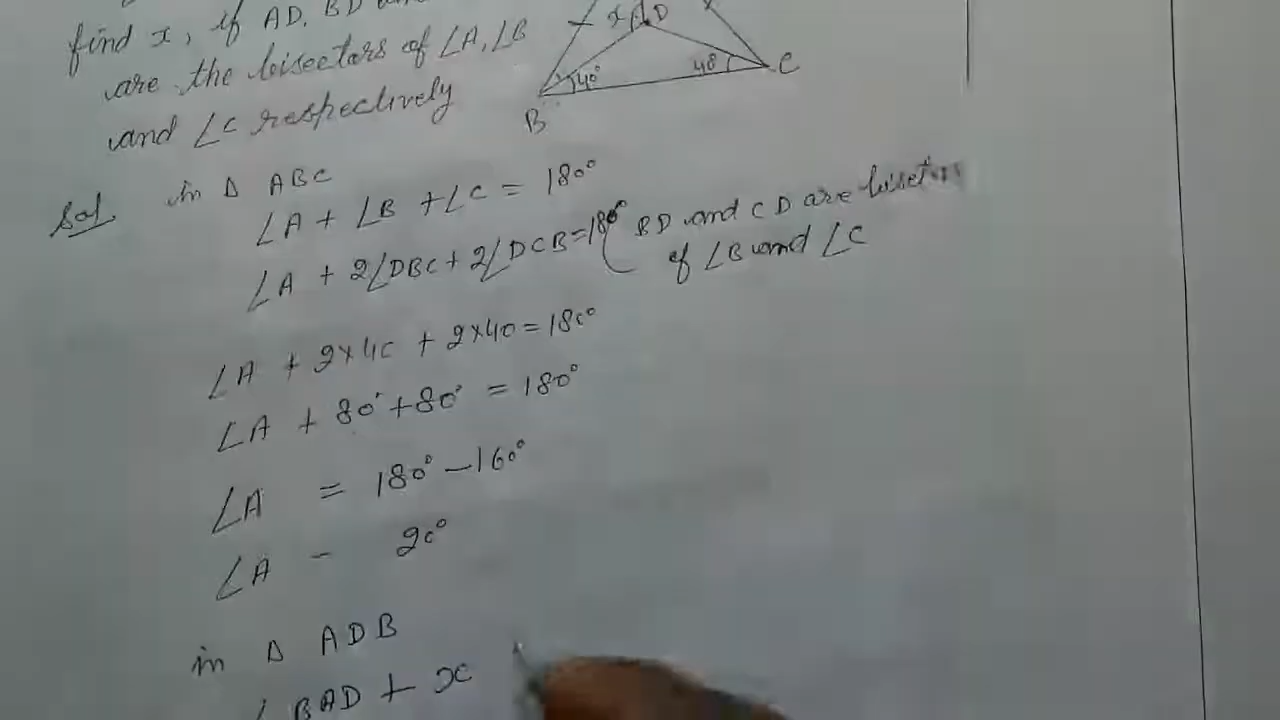 find x, if AD, BD
are the bisectors of ∠A, ∠B
and ∠C respectively
x D
40° 40 C
B
Sol. in Δ ABC
∠A + ∠B + ∠C = 180°
∠A + 2∠DBC + 2∠DCB = 180° ( BD and CD are bisectors
of ∠B and ∠C
∠A + 2×40 + 2×40 = 180°
∠A + 80° + 80° = 180°
∠A = 180° - 160°
∠A - 20°
in Δ ADB
∠BAD + x